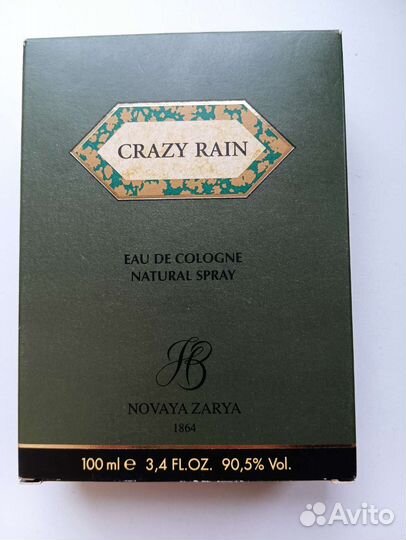 CRAZY RAIN
EAU DE COLOGNE
NATURAL SPRAY
NOVAYA ZARYA
1864
100 ml e 3,4 FL.OZ. 90,5% Vol.
Avito